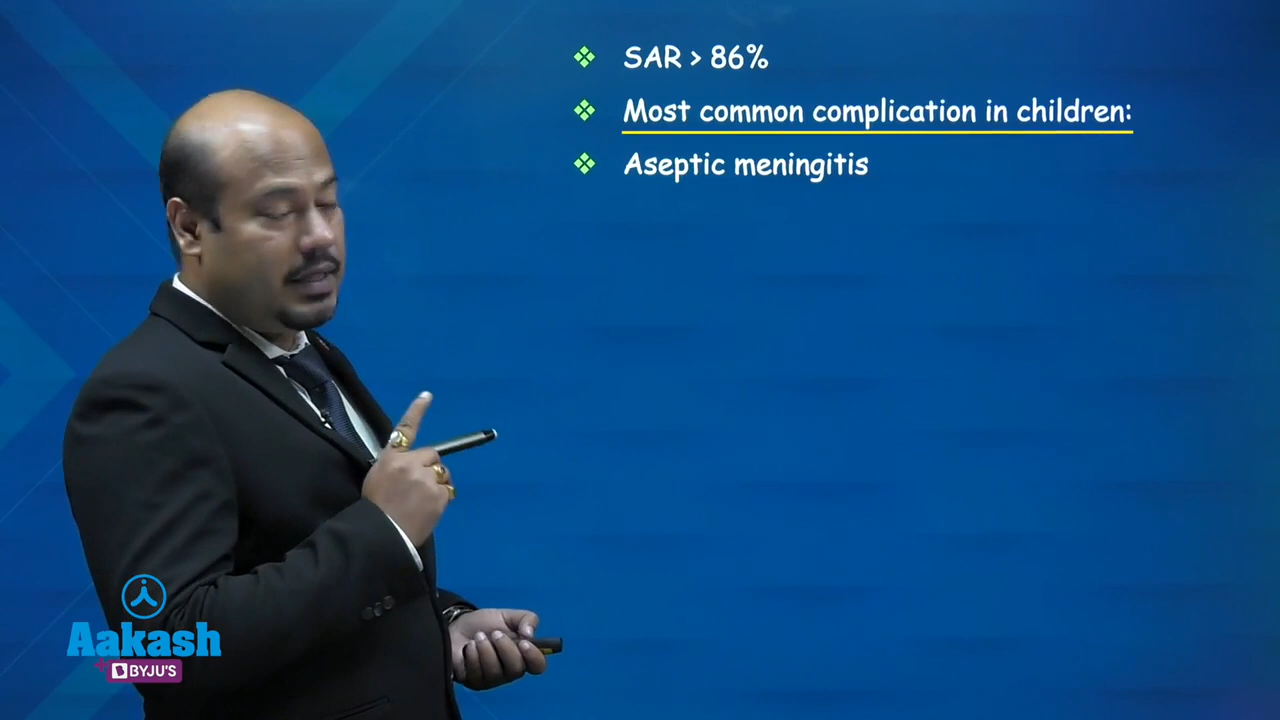 SAR > 86%
Most common complication in children:
Aseptic meningitis
Aakash
+ BYJU'S